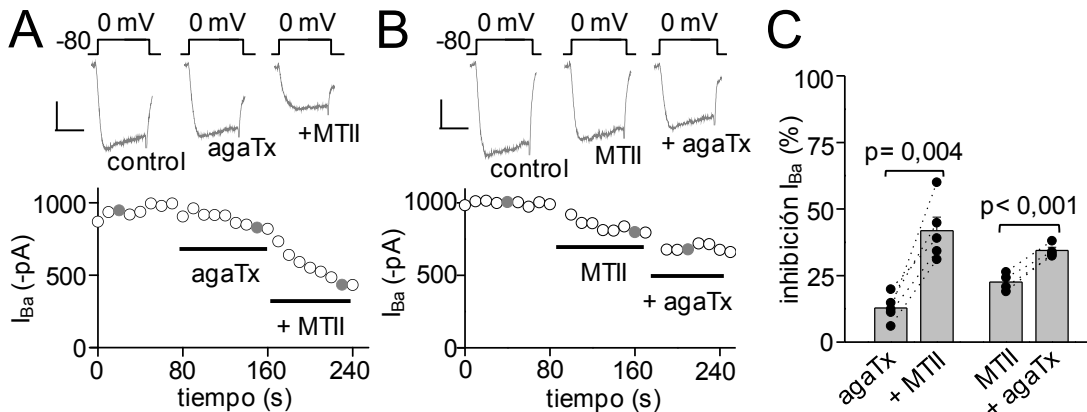 A
0 mV 0 mV 0 mV
-80
control
agaTx
+MTII
1000
500
0
I_Ba (-pA)
agaTx
+ MTII
0 80 160 240
tiempo (s)
B
0 mV 0 mV 0 mV
-80
control
MTII
+ agaTx
1000
500
0
I_Ba (-pA)
MTII
+ agaTx
0 80 160 240
tiempo (s)
C
inhibición I_Ba (%)
100
75
50
25
0
p= 0,004
p< 0,001
agaTx
+ MTII
MTII
+ agaTx